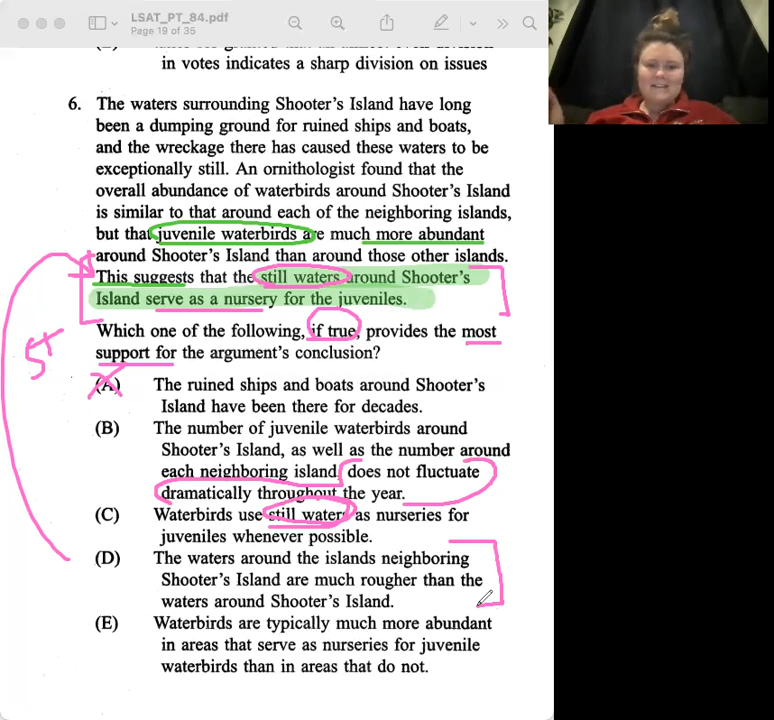 LSAT_PT_84.pdf
Page 19 of 35
in votes indicates a sharp division on issues
6. The waters surrounding Shooter's Island have long
been a dumping ground for ruined ships and boats,
and the wreckage there has caused these waters to be
exceptionally still. An ornithologist found that the
overall abundance of waterbirds around Shooter's Island
is similar to that around each of the neighboring islands,
but that juvenile waterbirds are much more abundant
around Shooter's Island than around those other islands.
This suggests that the still waters around Shooter's
Island serve as a nursery for the juveniles.
Which one of the following, if true, provides the most
support for the argument's conclusion?
(A) The ruined ships and boats around Shooter's
Island have been there for decades.
(B) The number of juvenile waterbirds around
Shooter's Island, as well as the number around
each neighboring island, does not fluctuate
dramatically throughout the year.
(C) Waterbirds use still waters as nurseries for
juveniles whenever possible.
(D) The waters around the islands neighboring
Shooter's Island are much rougher than the
waters around Shooter's Island.
(E) Waterbirds are typically much more abundant
in areas that serve as nurseries for juvenile
waterbirds than in areas that do not.